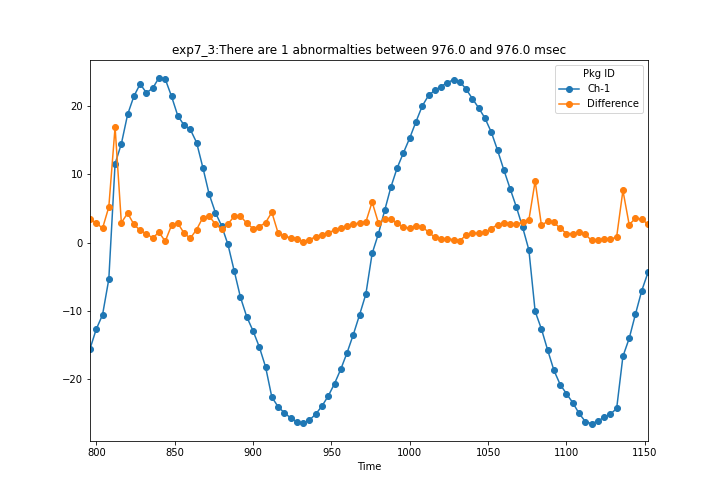 exp7_3:There are 1 abnormalties between 976.0 and 976.0 msec
Pkg ID
Ch-1
Difference
20
10
0
−10
−20
800 850 900 950 1000 1050 1100 1150
Time